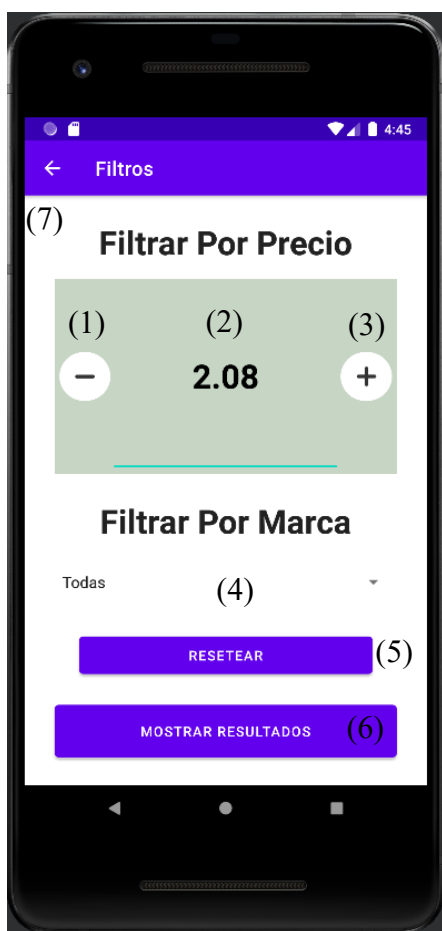 4:45
Filtros
(7)
Filtrar Por Precio
(1) (2) (3)
2.08
Filtrar Por Marca
Todas
(4)
RESETEAR (5)
MOSTRAR RESULTADOS (6)